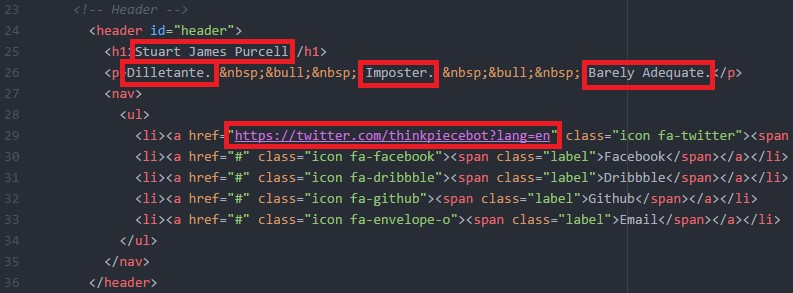 23 <!-- Header -->
24 <header id="header">
25 <h1>Stuart James Purcell</h1>
26 <p>Dilletante. &nbsp;&bull;&nbsp; Imposter. &nbsp;&bull;&nbsp; Barely Adequate.</p>
27 <nav>
28 <ul>
29 <li><a href="https://twitter.com/thinkpiecebot?lang=en" class="icon fa-twitter"><span
30 <li><a href="#" class="icon fa-facebook"><span class="label">Facebook</span></a></li>
31 <li><a href="#" class="icon fa-dribbble"><span class="label">Dribbble</span></a></li>
32 <li><a href="#" class="icon fa-github"><span class="label">Github</span></a></li>
33 <li><a href="#" class="icon fa-envelope-o"><span class="label">Email</span></a></li>
34 </ul>
35 </nav>
36 </header>